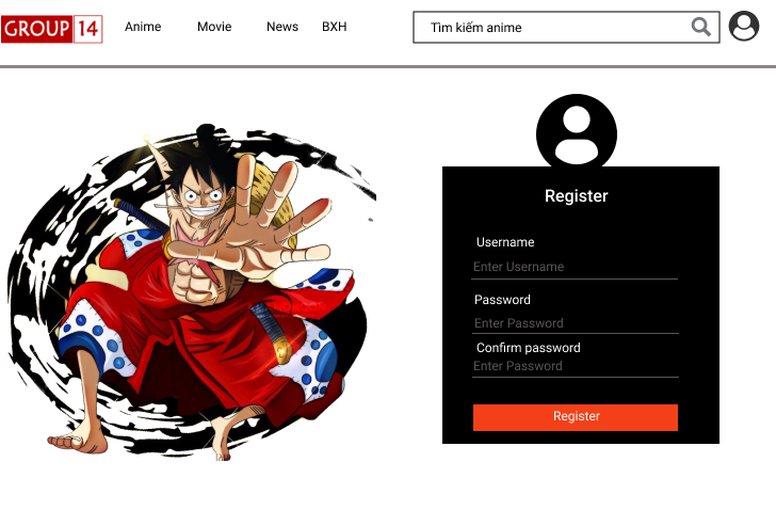 GROUP 14
Anime Movie News BXH
Tìm kiếm anime
Register
Username
Enter Username
Password
Enter Password
Confirm password
Enter Password
Register